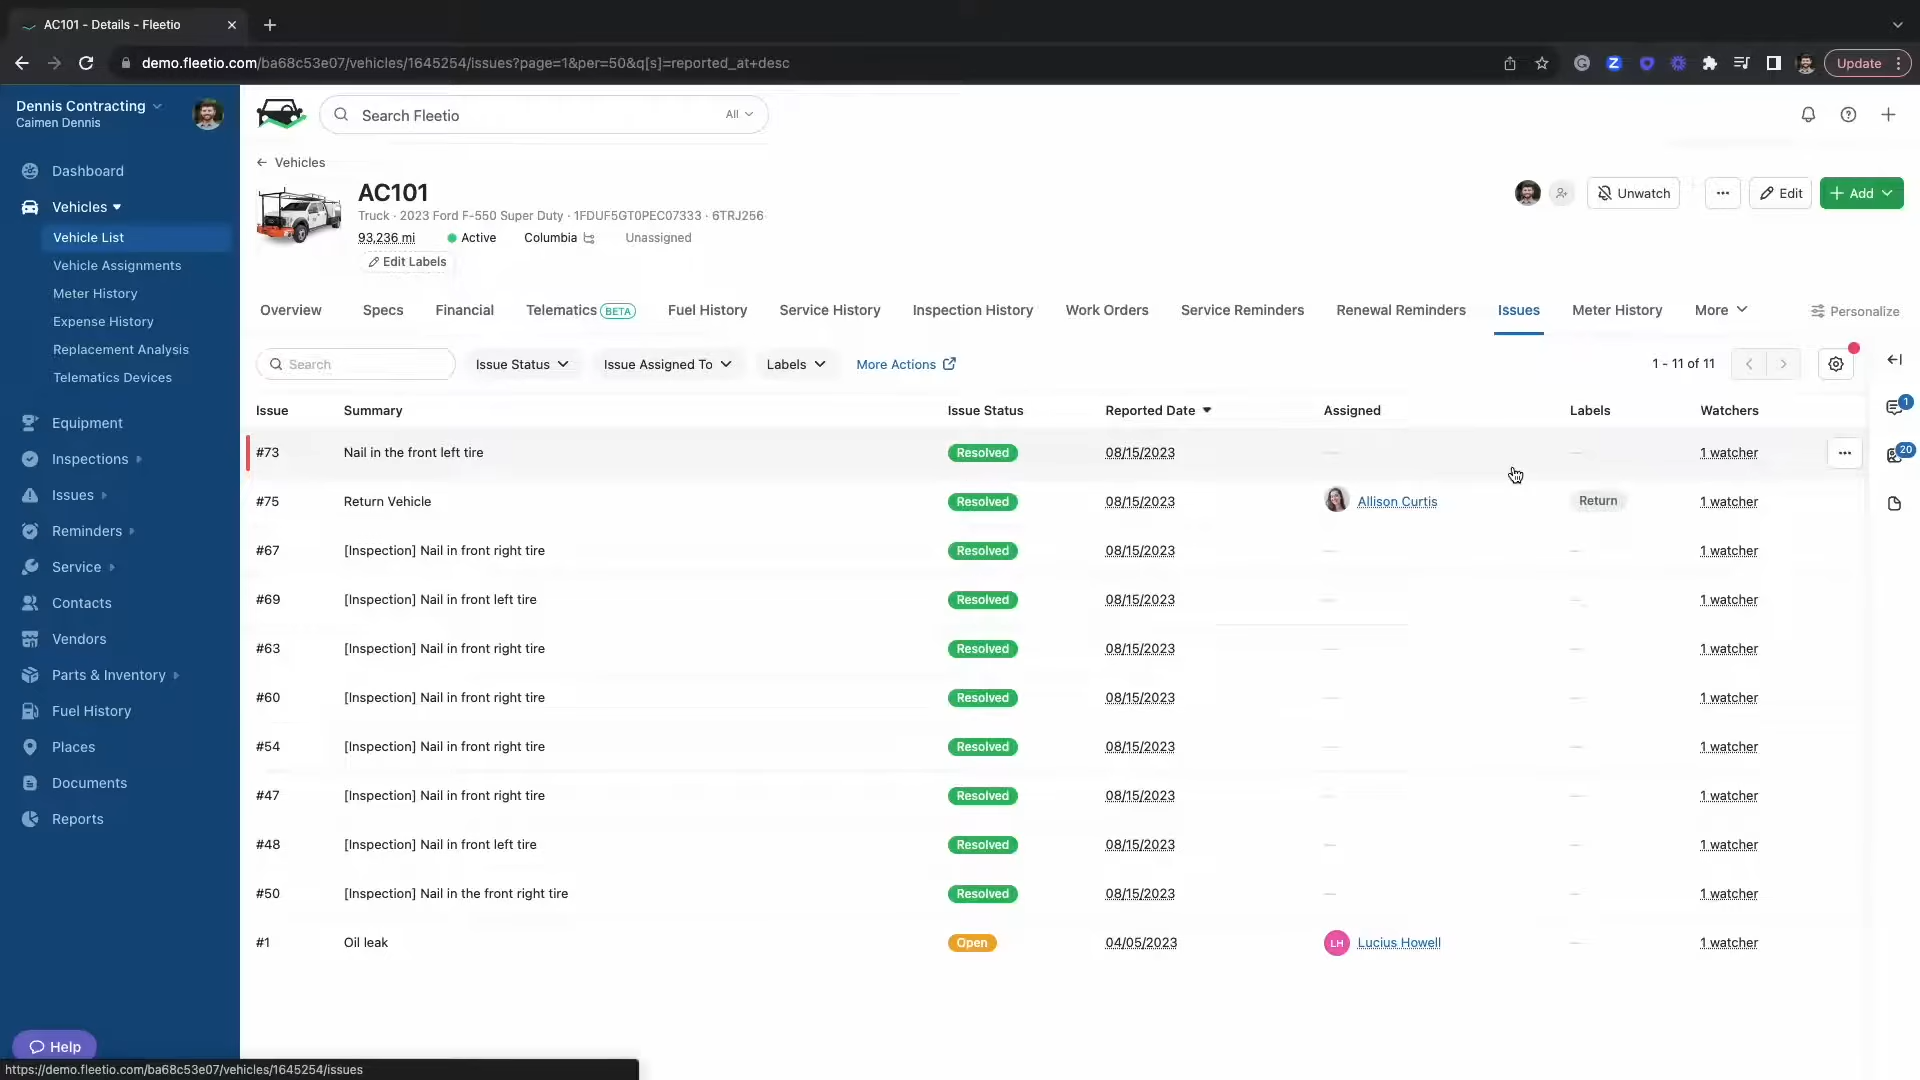 AC101 - Details - Fleetio
demo.fleetio.com/ba68c53e07/vehicles/1645254/issues?page=1&per=50&q[s]=reported_at+desc
Update
Dennis Contracting
Caimen Dennis
Dashboard
Vehicles
Vehicle List
Vehicle Assignments
Meter History
Expense History
Replacement Analysis
Telematics Devices
Equipment
Inspections
Issues
Reminders
Service
Contacts
Vendors
Parts & Inventory
Fuel History
Places
Documents
Reports
Help
Search Fleetio All
Vehicles
AC101
Truck · 2023 Ford F-550 Super Duty · 1FDUF5GT0PEC07333 · 6TRJ256
93,236 mi Active Columbia Unassigned
Edit Labels
Unwatch Edit Add
Overview Specs Financial Telematics BETA Fuel History Service History Inspection History Work Orders Service Reminders Renewal Reminders Issues Meter History More Personalize
Search Issue Status Issue Assigned To Labels More Actions 1 - 11 of 11
1
20
Issue Summary Issue Status Reported Date Assigned Labels Watchers
#73 Nail in the front left tire Resolved 08/15/2023 — — 1 watcher
#75 Return Vehicle Resolved 08/15/2023 Allison Curtis Return 1 watcher
#67 [Inspection] Nail in front right tire Resolved 08/15/2023 — — 1 watcher
#69 [Inspection] Nail in front left tire Resolved 08/15/2023 — — 1 watcher
#63 [Inspection] Nail in front right tire Resolved 08/15/2023 — — 1 watcher
#60 [Inspection] Nail in front right tire Resolved 08/15/2023 — — 1 watcher
#54 [Inspection] Nail in front right tire Resolved 08/15/2023 — — 1 watcher
#47 [Inspection] Nail in front right tire Resolved 08/15/2023 — — 1 watcher
#48 [Inspection] Nail in front left tire Resolved 08/15/2023 — — 1 watcher
#50 [Inspection] Nail in the front right tire Resolved 08/15/2023 — — 1 watcher
#1 Oil leak Open 04/05/2023 LH Lucius Howell — 1 watcher
https://demo.fleetio.com/ba68c53e07/vehicles/1645254/issues